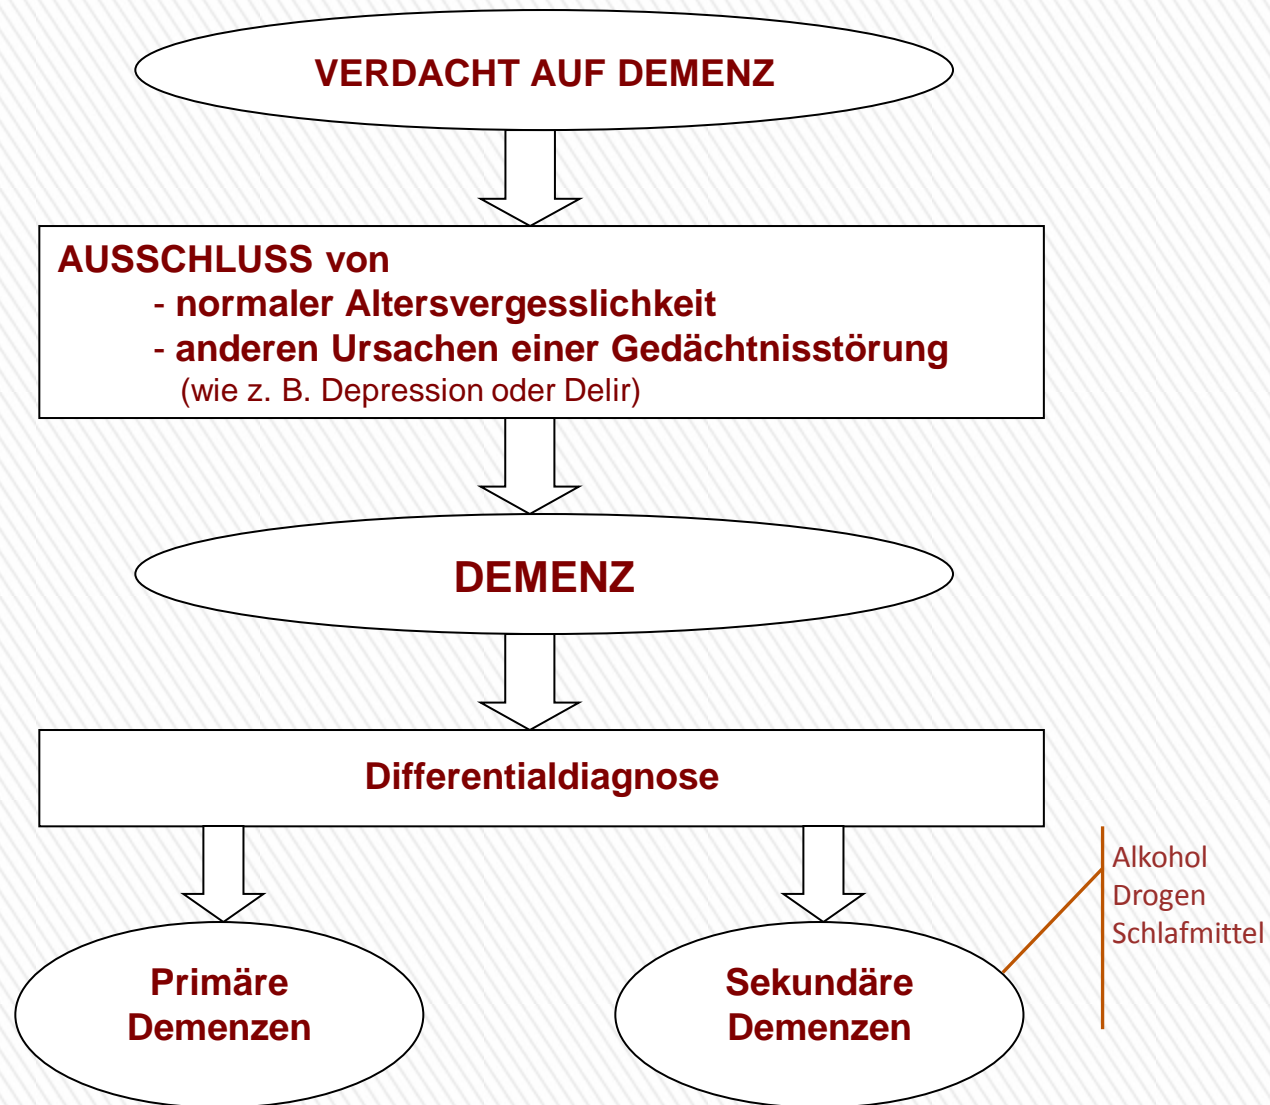 VERDACHT AUF DEMENZ
AUSSCHLUSS von
- normaler Altersvergesslichkeit
- anderen Ursachen einer Gedächtnisstörung
(wie z. B. Depression oder Delir)
DEMENZ
Differentialdiagnose
Primäre
Demenzen
Sekundäre
Demenzen
Alkohol
Drogen
Schlafmittel